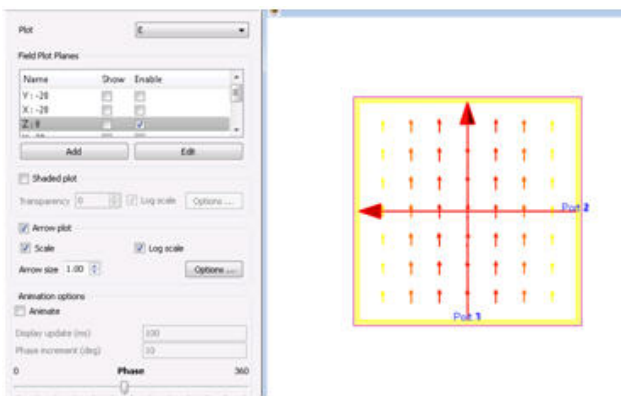 Plot E
Field Plot Planes
Name Show Enable
Y:-20
X:-20
Z:0
Add Edit
Shaded plot
Transparency 0 Log scale Options ...
Arrow plot
Scale Log scale
Arrow size 1.00 Options ...
Animation options
Animate
Display update (ms) 100
Phase increment (deg) 10
0 Phase 360
Port 2
Port 1